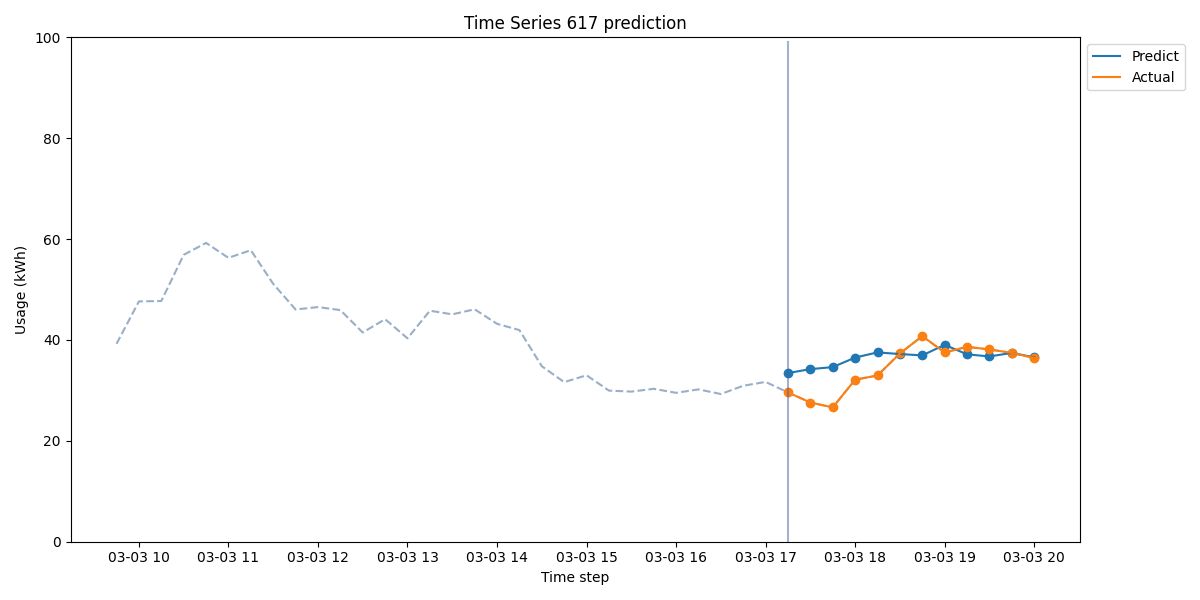 Time Series 617 prediction
Predict
Actual
Usage (kWh)
100
80
60
40
20
0
03-03 10 03-03 11 03-03 12 03-03 13 03-03 14 03-03 15 03-03 16 03-03 17 03-03 18 03-03 19 03-03 20
Time step